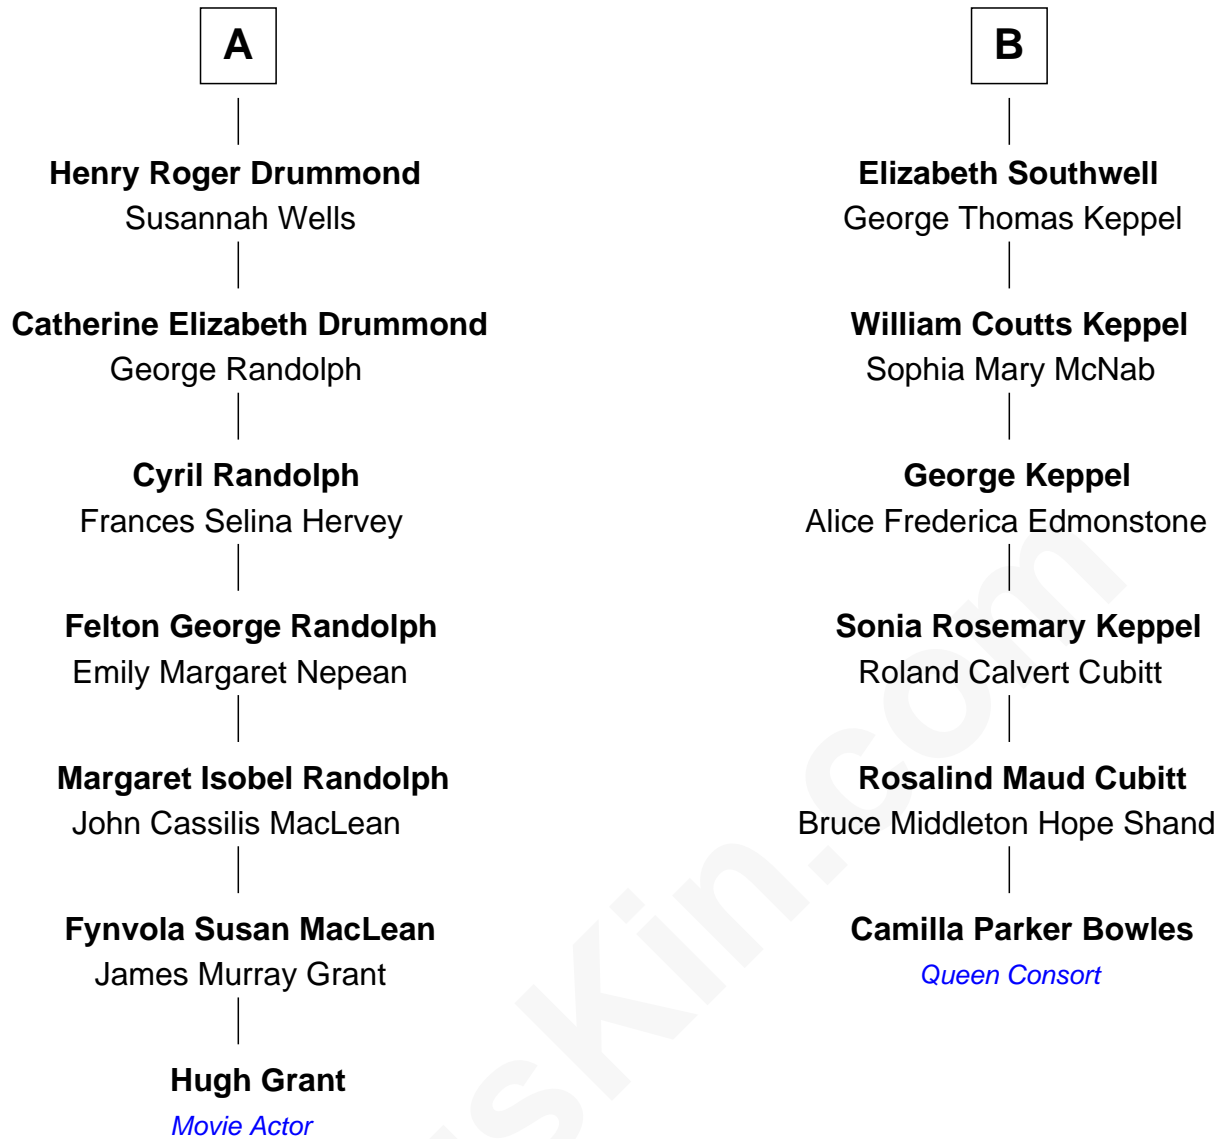 A
Henry Roger Drummond
Susannah Wells
Catherine Elizabeth Drummond
George Randolph
Cyril Randolph
Frances Selina Hervey
Felton George Randolph
Emily Margaret Nepean
Margaret Isobel Randolph
John Cassilis MacLean
Fynvola Susan MacLean
James Murray Grant
Hugh Grant
Movie Actor
B
Elizabeth Southwell
George Thomas Keppel
William Coutts Keppel
Sophia Mary McNab
George Keppel
Alice Frederica Edmonstone
Sonia Rosemary Keppel
Roland Calvert Cubitt
Rosalind Maud Cubitt
Bruce Middleton Hope Shand
Camilla Parker Bowles
Queen Consort
sKin.com